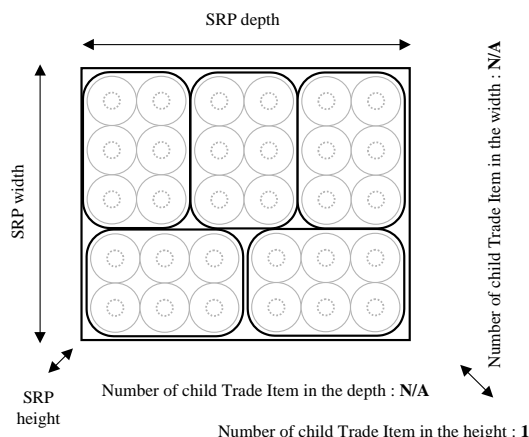 SRP depth
SRP width
Number of child Trade Item in the width : N/A
SRP
height
Number of child Trade Item in the depth : N/A
Number of child Trade Item in the height : 1